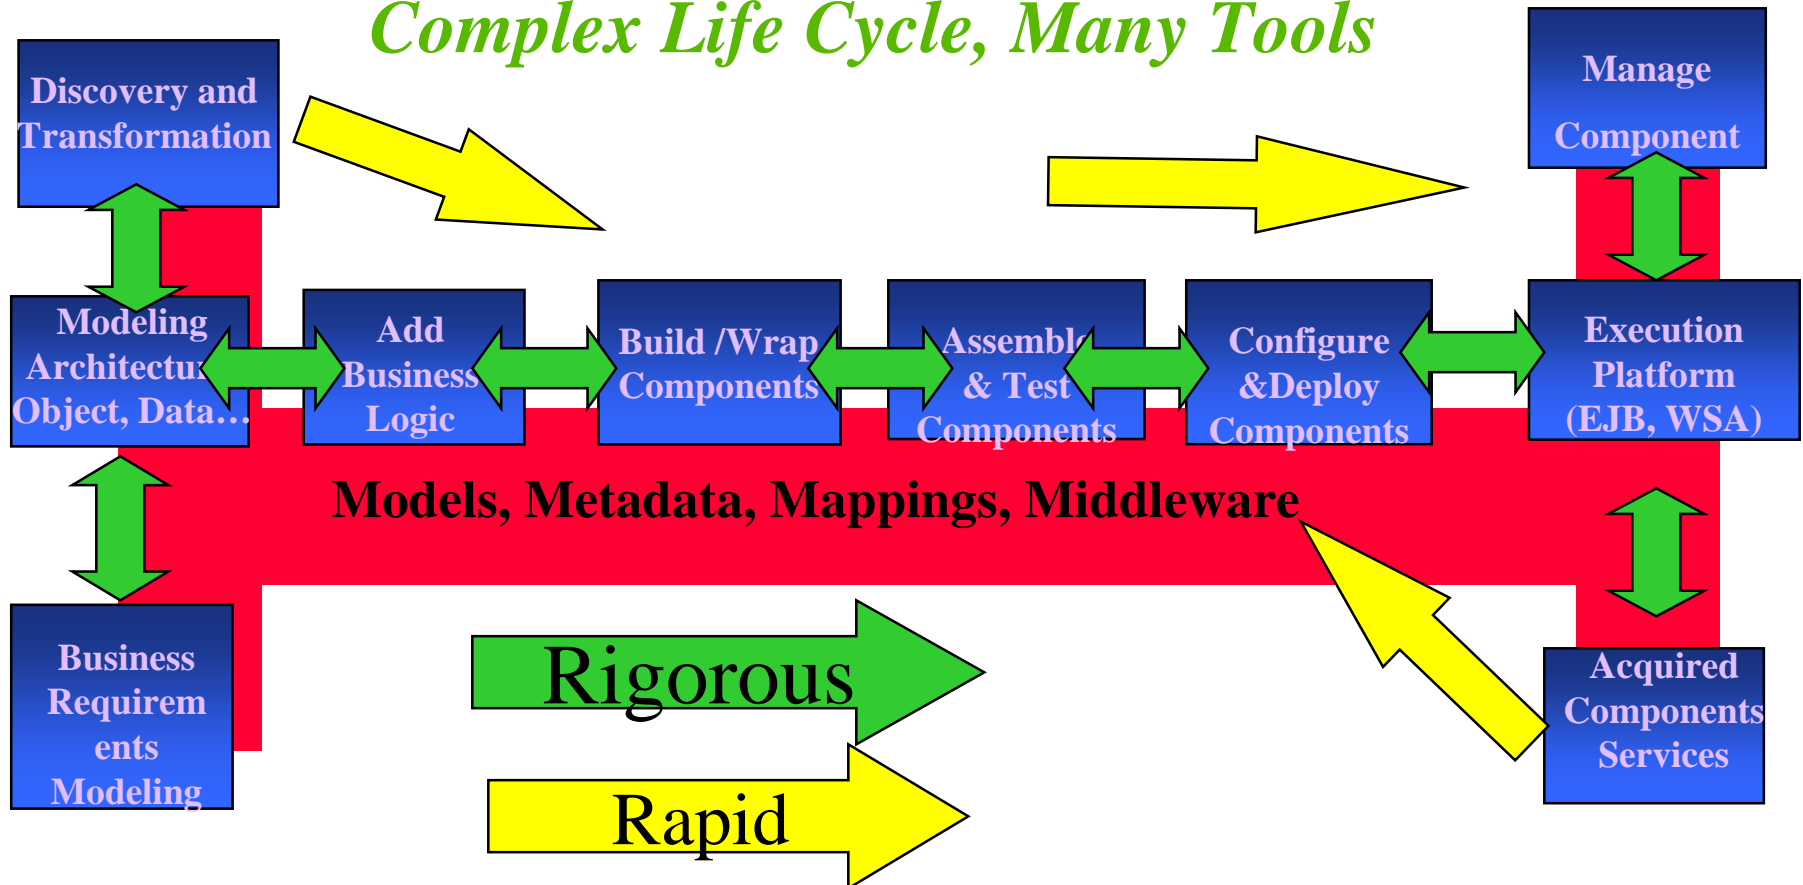 Complex Life Cycle, Many Tools
Discovery and
Transformation
Manage
Component
Modeling
Architectur
Object, Data…
Add
Business
Logic
Build /Wrap
Components
Assemble
& Test
Components
Configure
&Deploy
Components
Execution
Platform
(EJB, WSA)
Models, Metadata, Mappings, Middleware
Business
Requirem
ents
Modeling
Rigorous
Rapid
Acquired
Components
Services